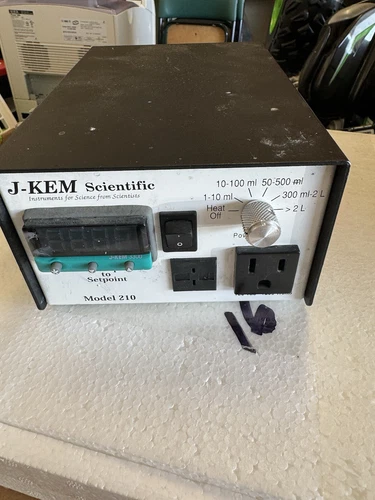 J-KEM Scientific
Instruments for Science from Scientists
10-100 ml
50-500 ml
1-10 ml
300 ml-2 L
Heat
Off
> 2 L
to
Setpoint
Model 210